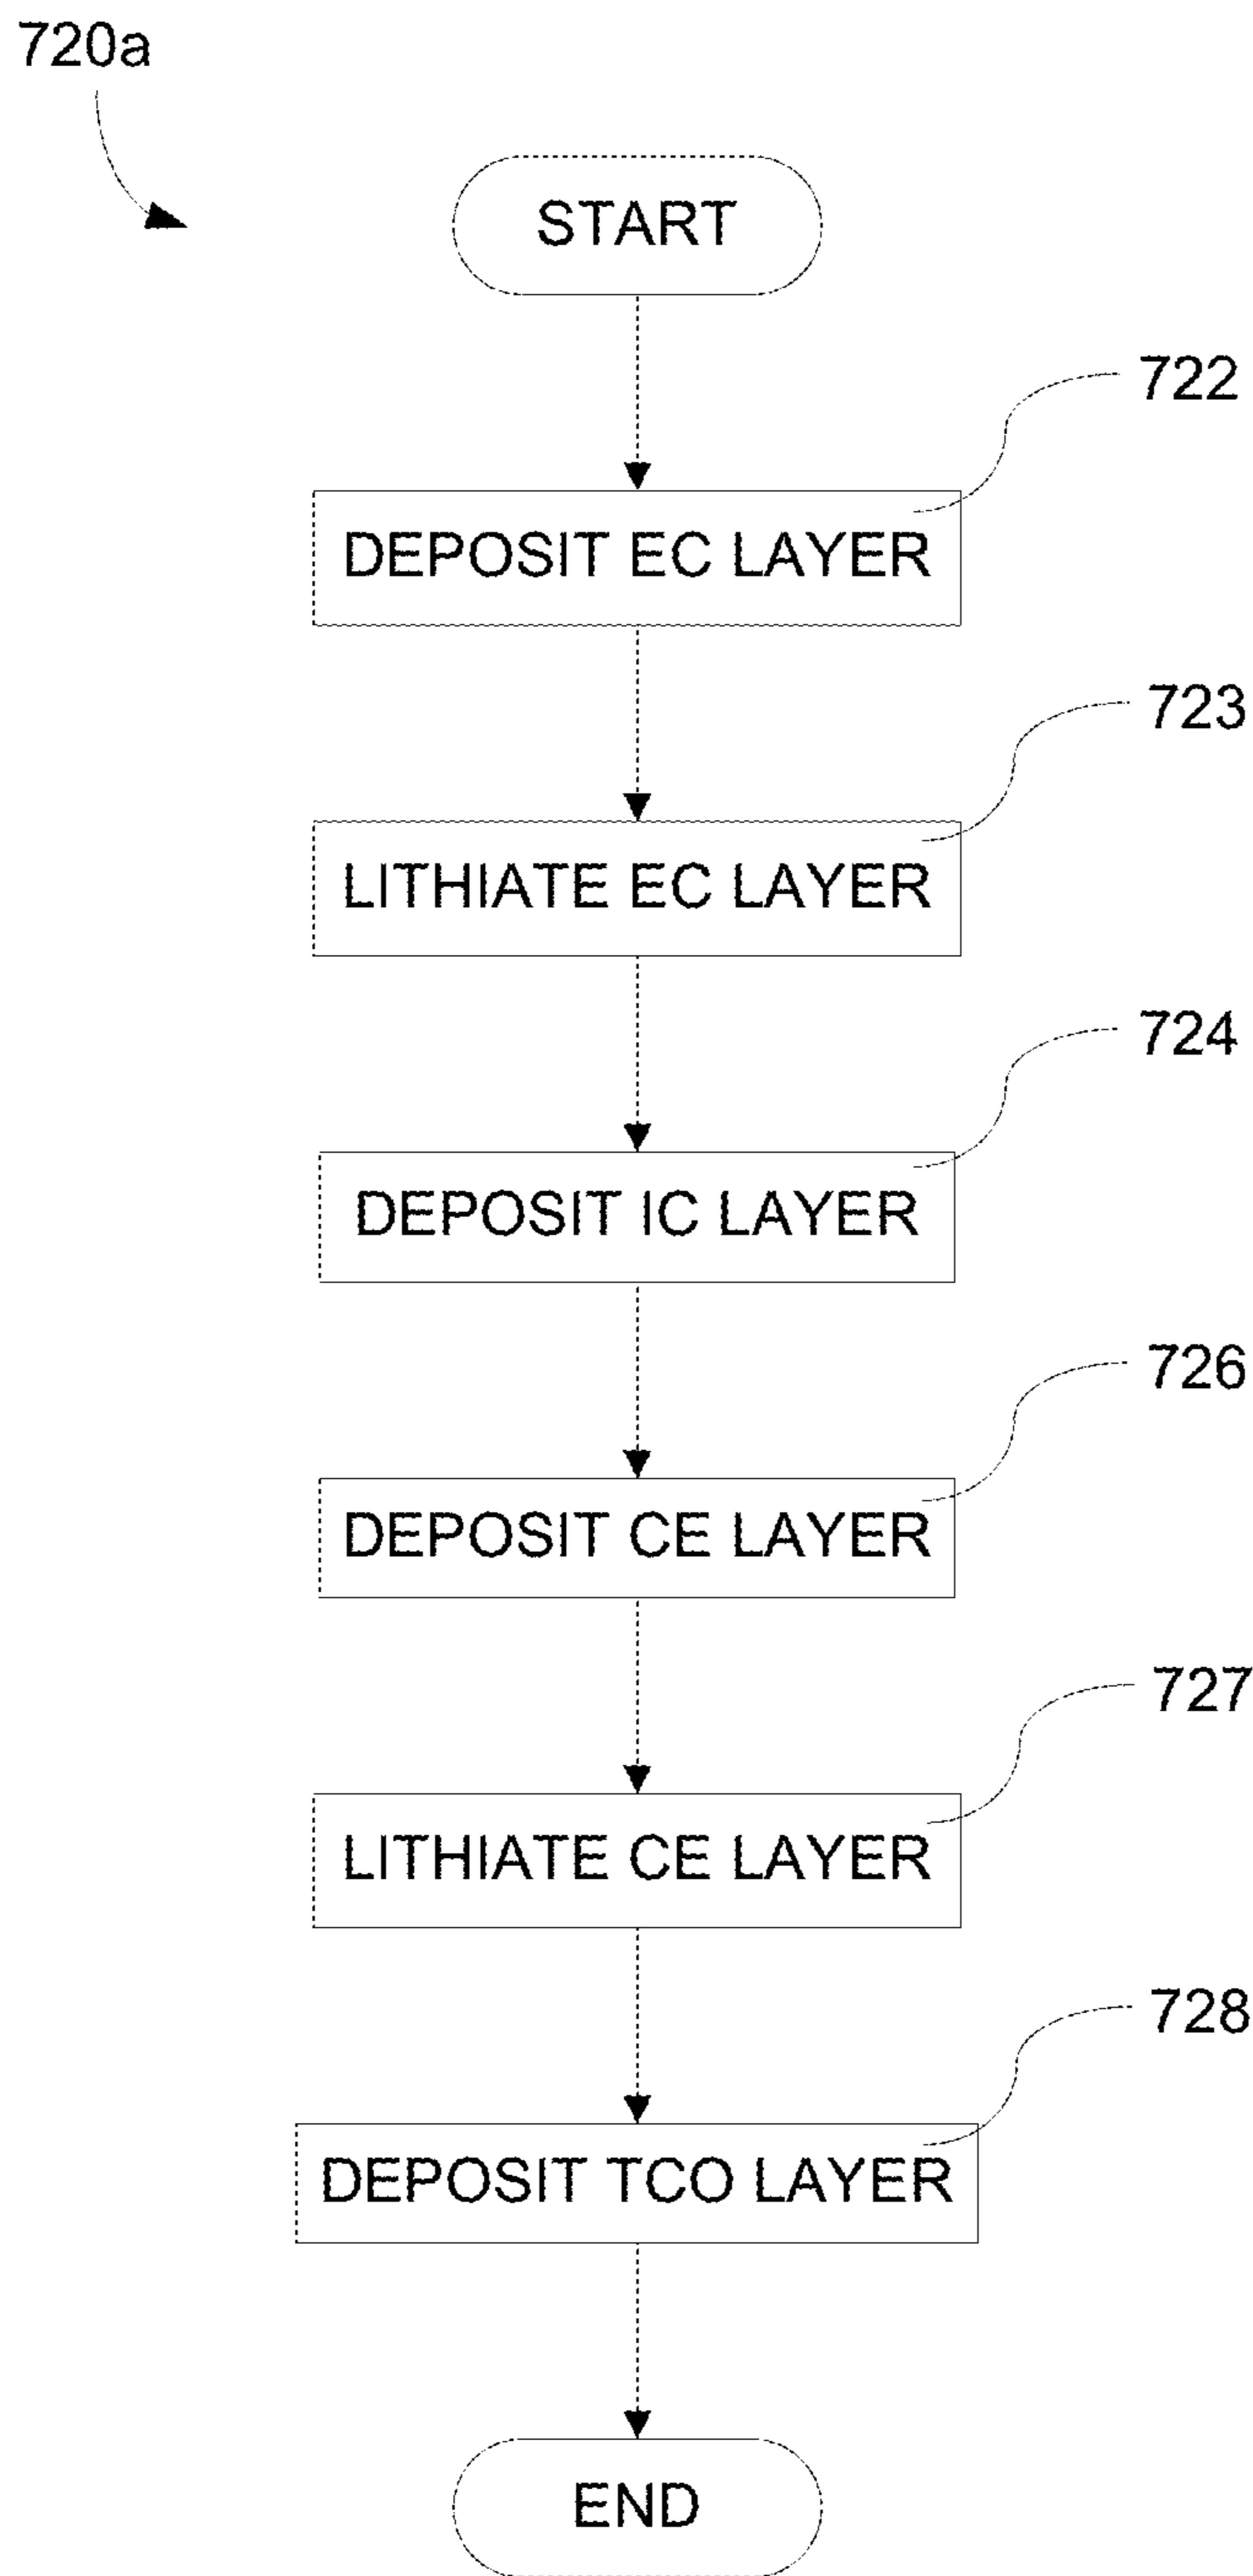 720a
START
722
DEPOSIT EC LAYER
723
LITHIATE EC LAYER
724
DEPOSIT IC LAYER
726
DEPOSIT CE LAYER
727
LITHIATE CE LAYER
728
DEPOSIT TCO LAYER
END